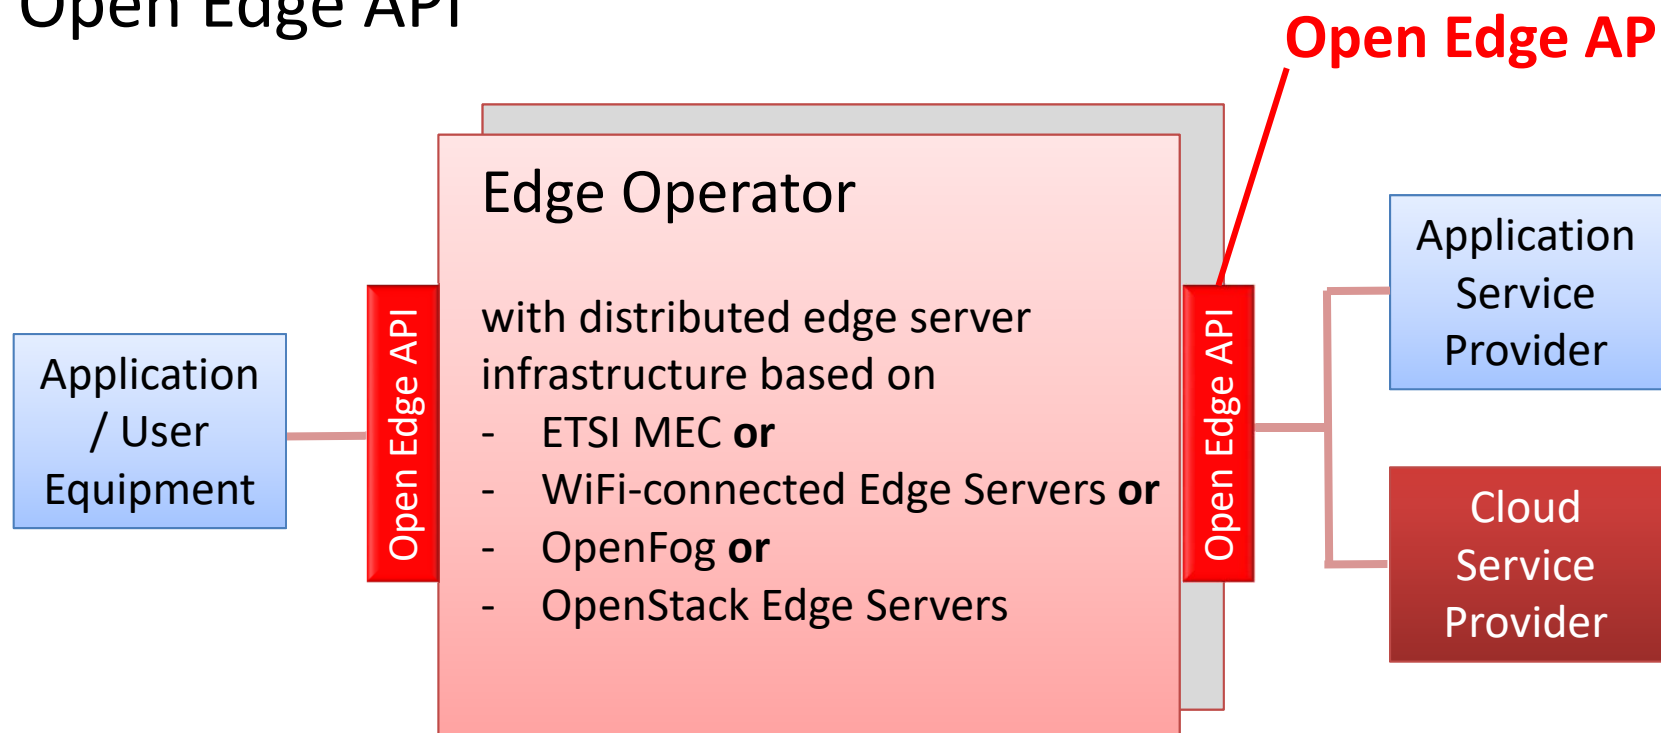 Open Edge API
Open Edge AP
Edge Operator
with distributed edge server
infrastructure based on
- ETSI MEC or
- WiFi-connected Edge Servers or
- OpenFog or
- OpenStack Edge Servers
Open Edge API
Open Edge API
Application
/ User
Equipment
Application
Service
Provider
Cloud
Service
Provider